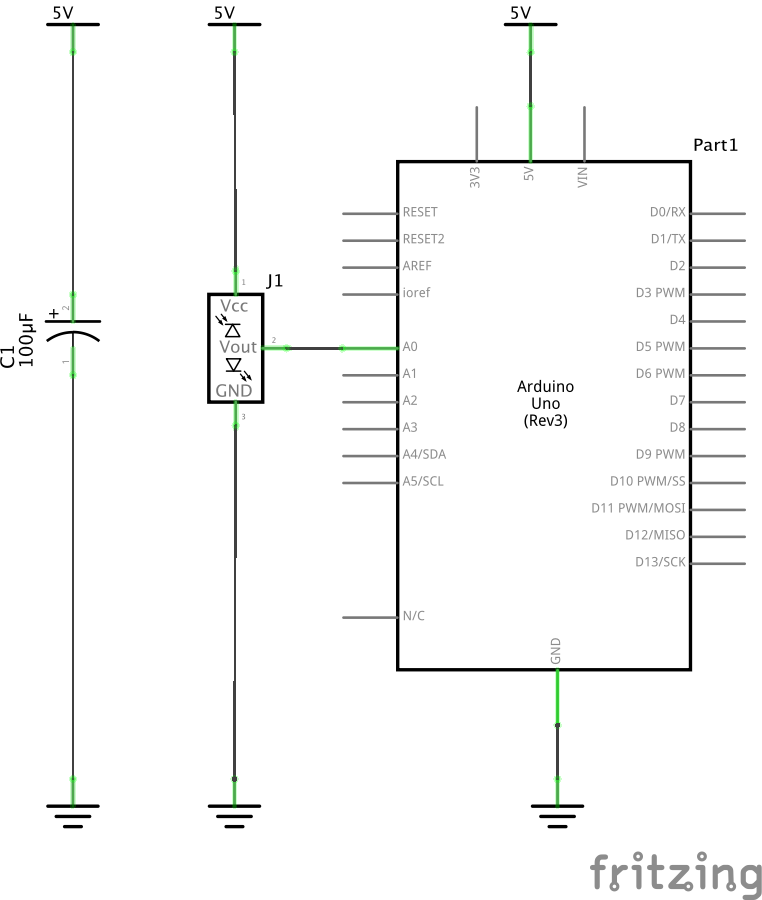 5V
5V
5V
Part1
3V3
5V
VIN
RESET
D0/RX
RESET2
D1/TX
AREF
D2
ioref
D3 PWM
D4
A0
D5 PWM
A1
D6 PWM
A2
D7
A3
D8
A4/SDA
D9 PWM
A5/SCL
D10 PWM/SS
D11 PWM/MOSI
D12/MISO
D13/SCK
N/C
GND
Arduino
Uno
(Rev3)
J1
1
Vcc
Vout
2
GND
3
C1
100µF
+
2
1
fritzing